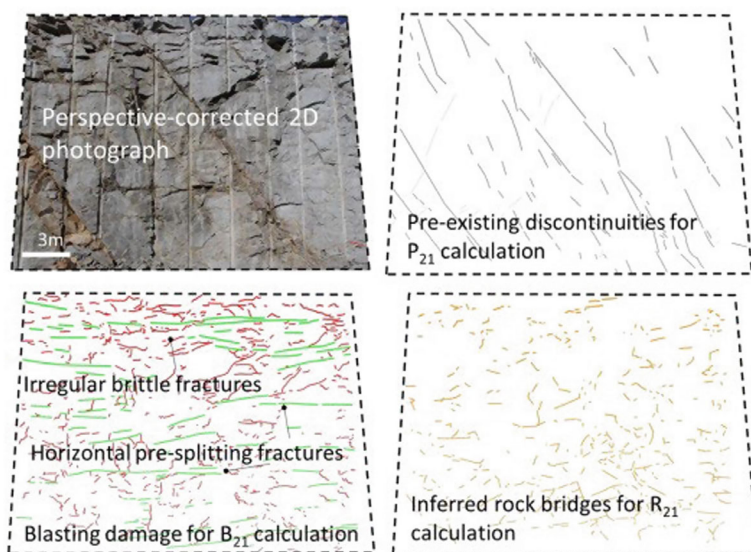 Perspective-corrected 2D
photograph
3m
Pre-existing discontinuities for
P21 calculation
Irregular brittle fractures
Horizontal pre-splitting fractures
Blasting damage for B21 calculation
Inferred rock bridges for R21
calculation